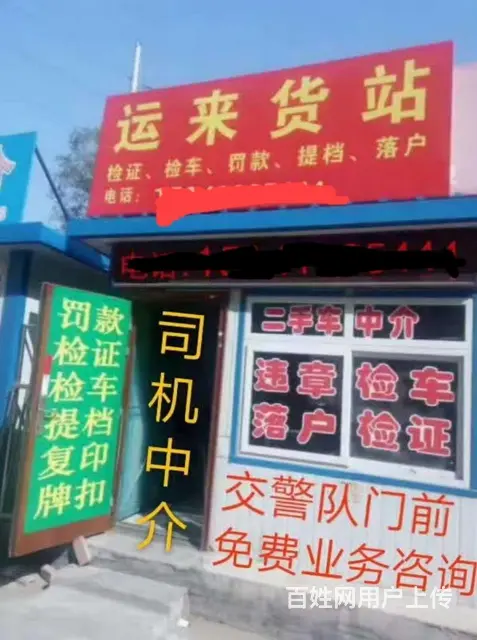 运来货站
检证、检车、罚款、提档、落户
电话:
电话:
二手车中介
违章 检车
落户 检证
罚款
检证
检车
提档
复印
牌扣
司机中介
交警队门前
免费业务咨询
百姓网用户上传